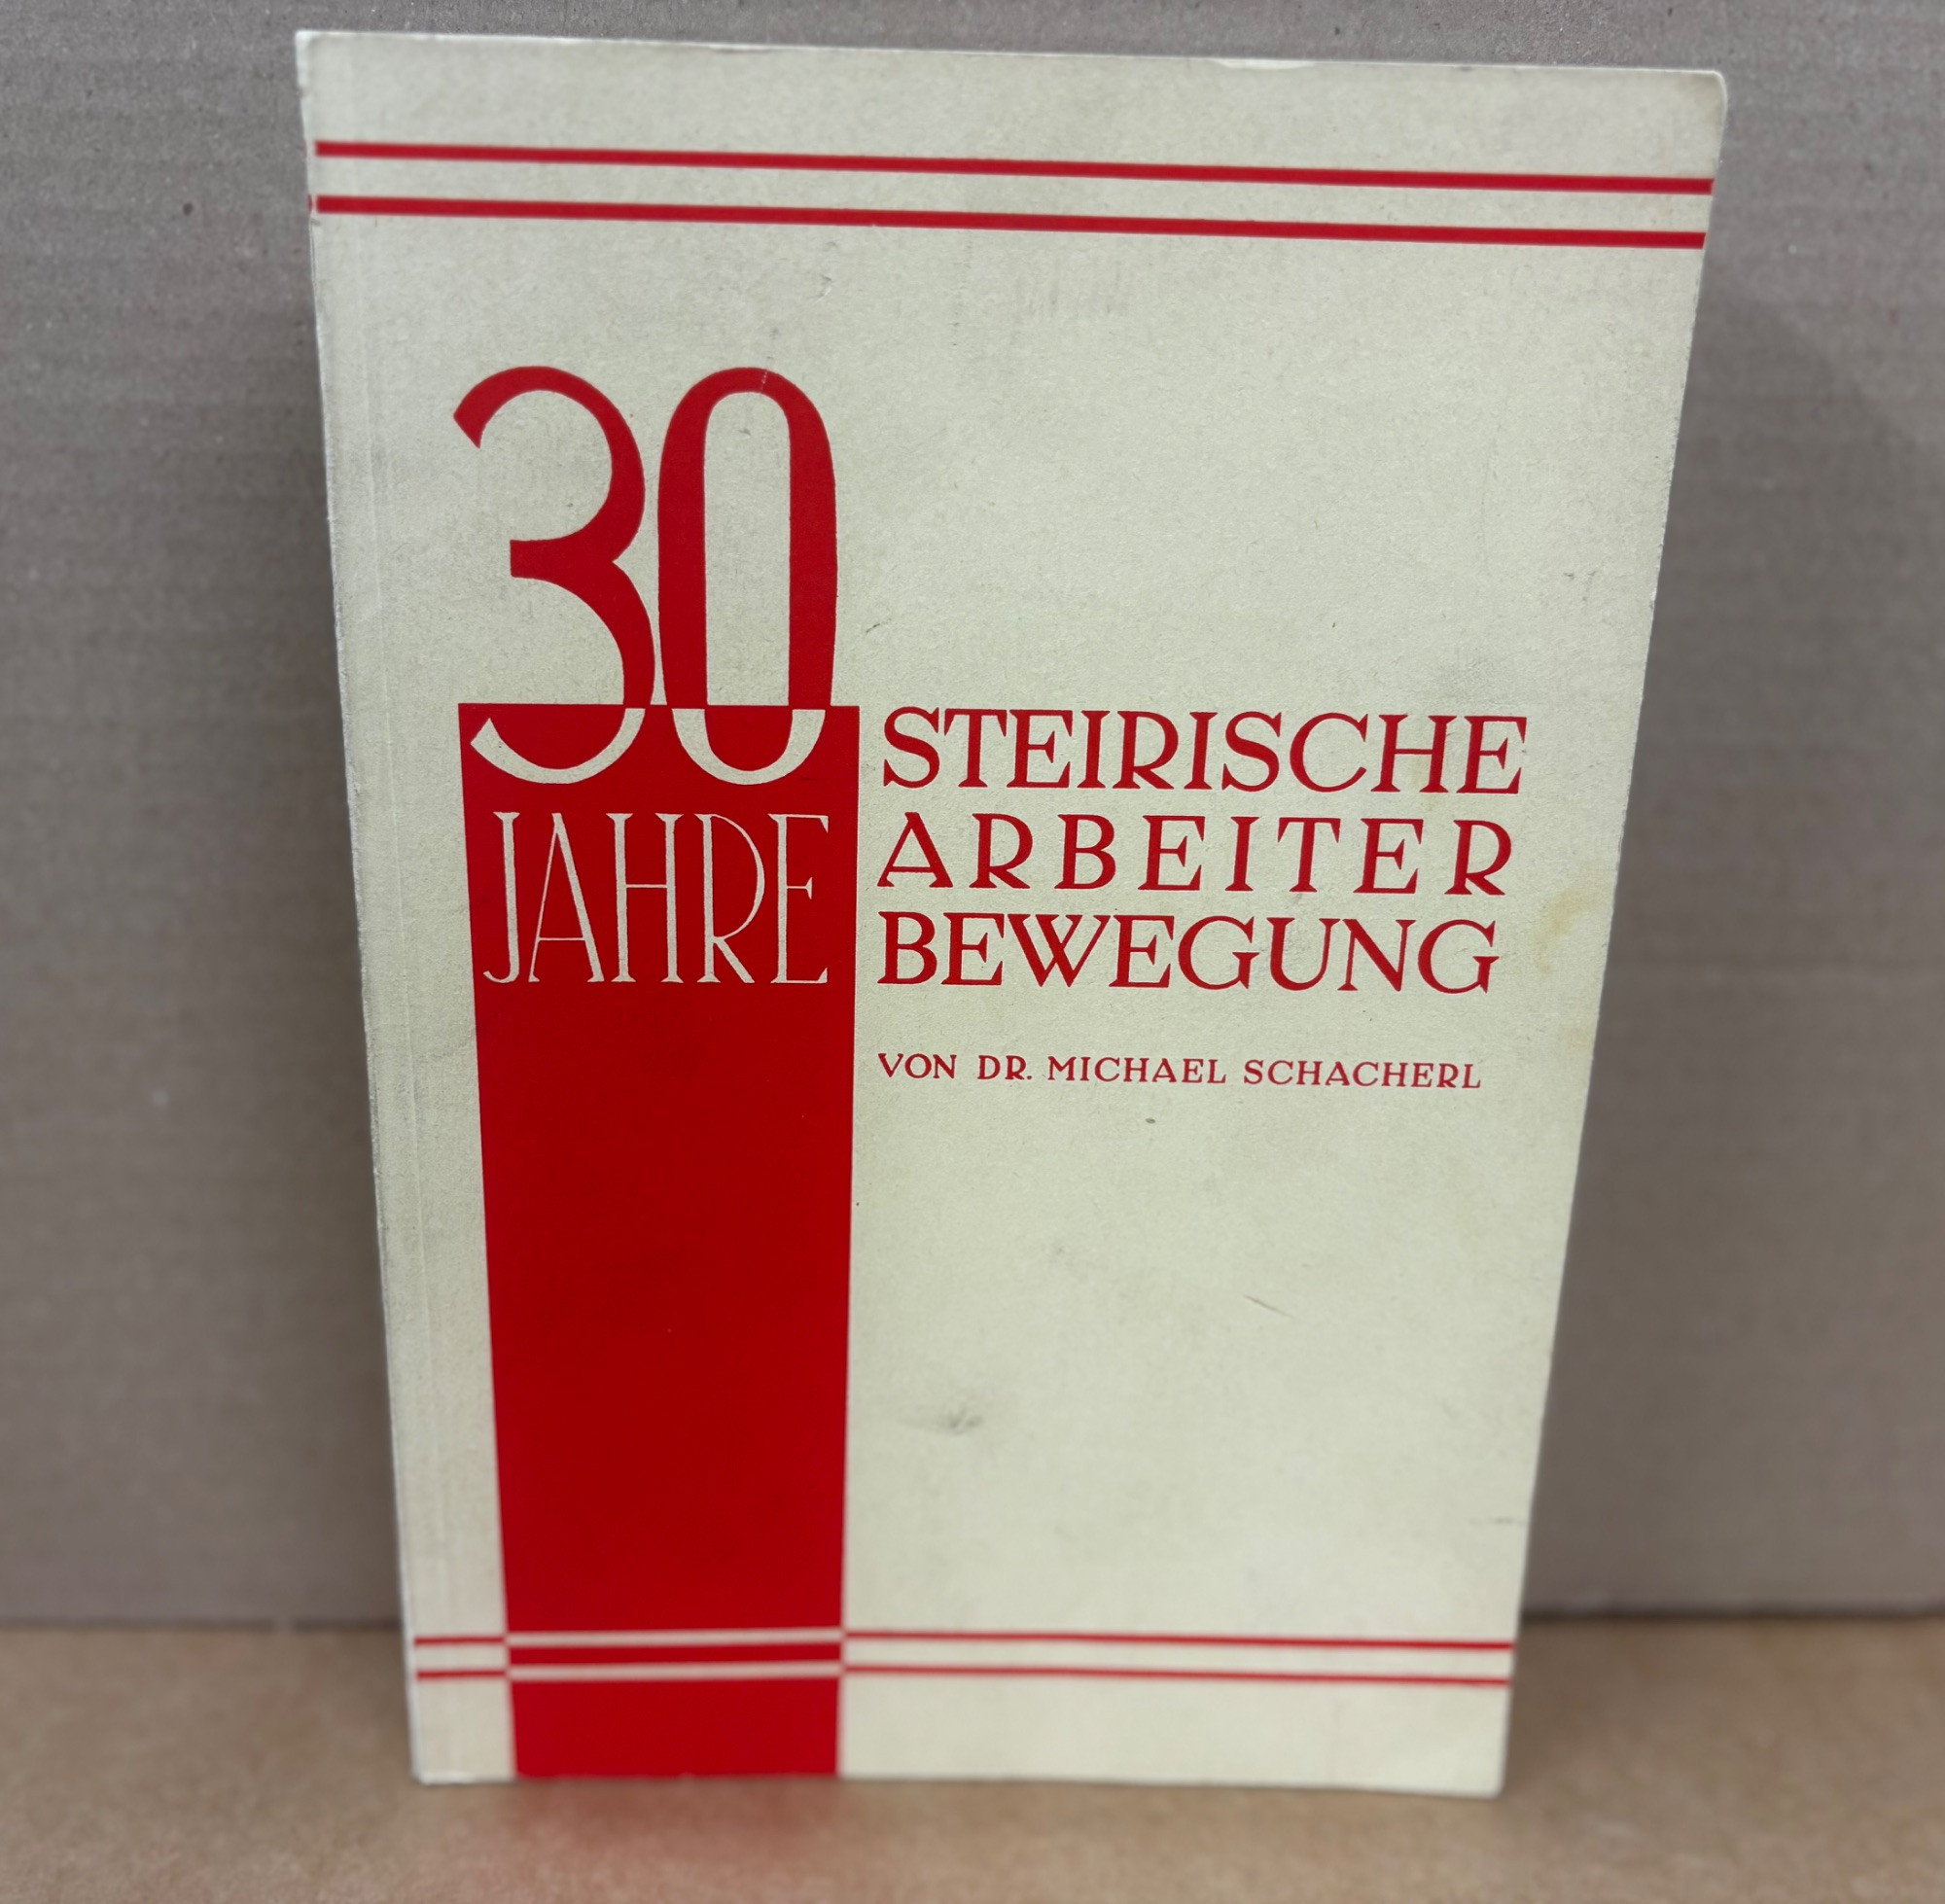 30
JAHRE
STEIRISCHE
ARBEITER
BEWEGUNG
VON DR. MICHAEL SCHACHERL